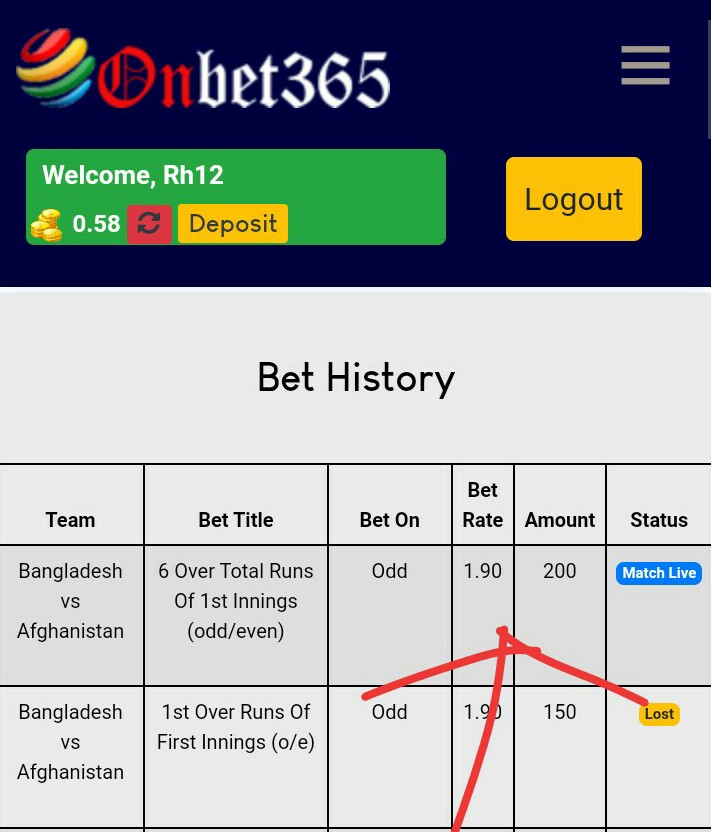 Onbet365
Welcome, Rh12
0.58 Deposit
Logout
Bet History
Team Bet Title Bet On Bet Rate Amount Status
Bangladesh vs Afghanistan 6 Over Total Runs Of 1st Innings (odd/even) Odd 1.90 200 Match Live
Bangladesh vs Afghanistan 1st Over Runs Of First Innings (o/e) Odd 1.90 150 Lost